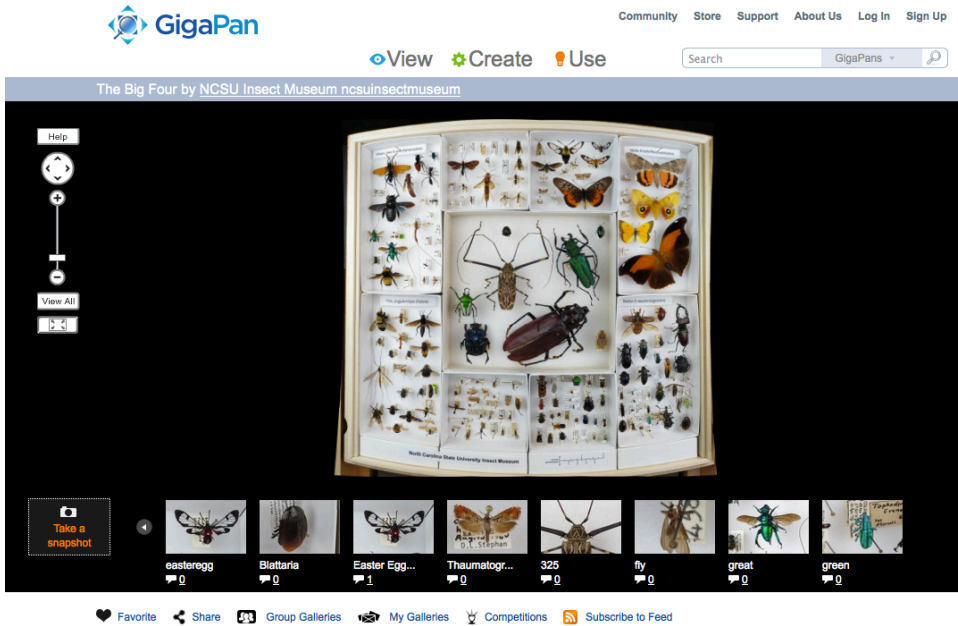 GigaPan
Community Store Support About Us Log In Sign Up
View Create Use
Search GigaPans
The Big Four by NCSU Insect Museum ncsuinsectmuseum
Help
View All
North Carolina State University Insect Museum
Take a
snapshot
D.L. Stephan
easteregg Blattaria Easter Egg... Thaumatogr... 325 fly great green
0 0 1 0 0 0 0 0
Favorite Share Group Galleries My Galleries Competitions Subscribe to Feed